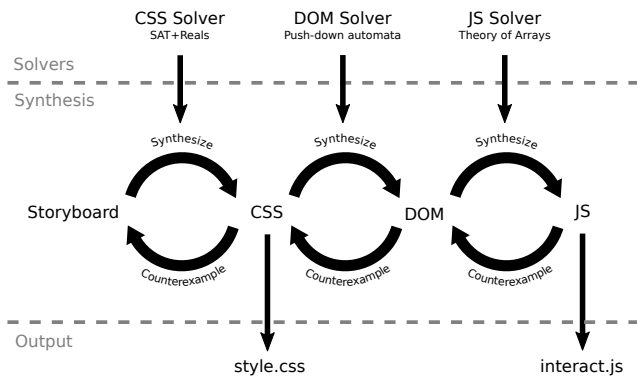 CSS Solver
SAT+Reals
DOM Solver
Push-down automata
JS Solver
Theory of Arrays
Solvers
Synthesis
Synthesize
Synthesize
Synthesize
Storyboard
CSS
DOM
JS
Counterexample
Counterexample
Counterexample
Output
style.css
interact.js